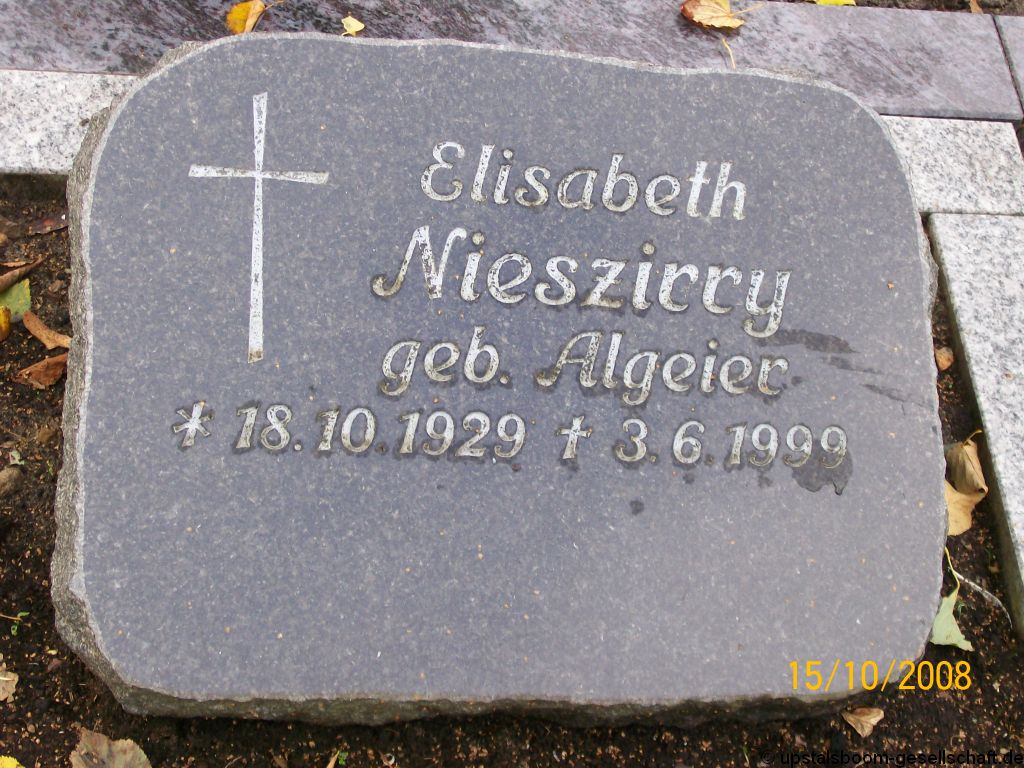 Elisabeth
Nieszirry
geb. Algeier
* 18.10.1929 † 3.6.1999
15/10/2008
© upstalsboom-gesellschaft.de